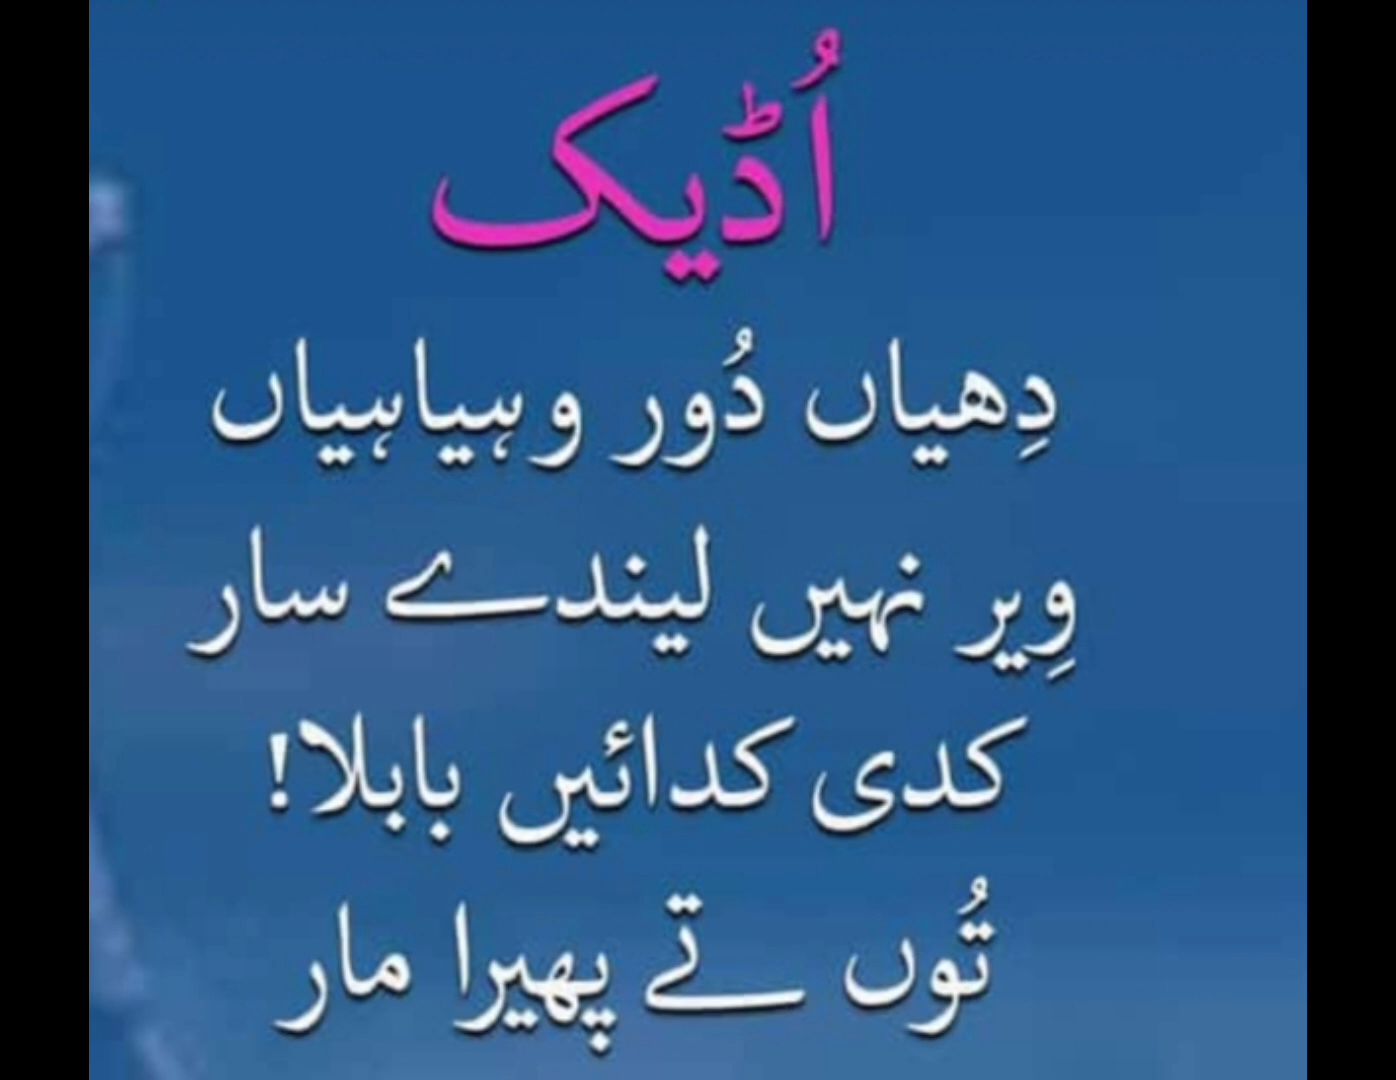 اُڈیک
دِھیاں دُور وہیاہیاں
وِیر نہیں لیندے سار
کدی کدائیں بابلا!
تُوں تے پھیرا مار